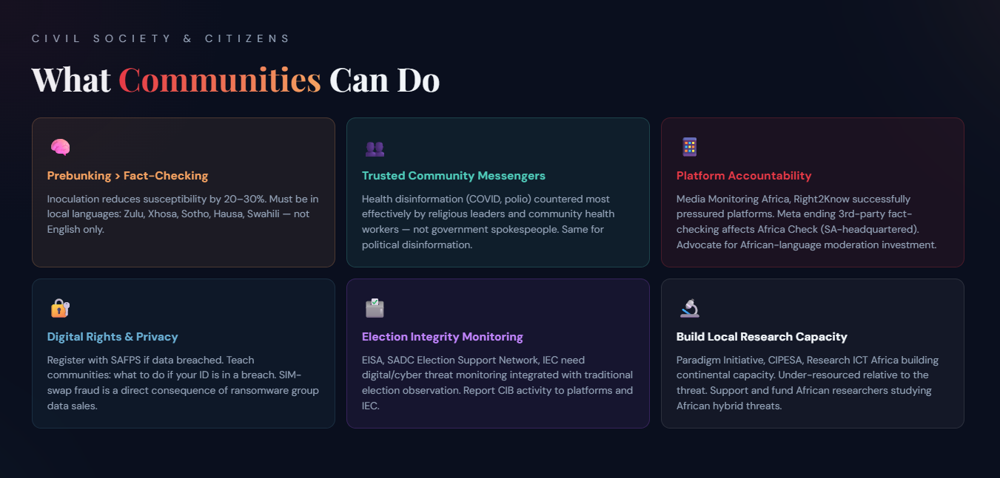 CIVIL SOCIETY & CITIZENS
What Communities Can Do
Prebunking > Fact-Checking
Inoculation reduces susceptibility by 20–30%. Must be in
local languages: Zulu, Xhosa, Sotho, Hausa, Swahili — not
English only.
Trusted Community Messengers
Health disinformation (COVID, polio) countered most
effectively by religious leaders and community health
workers — not government spokespeople. Same for
political disinformation.
Platform Accountability
Media Monitoring Africa, Right2Know successfully
pressured platforms. Meta ending 3rd-party fact-
checking affects Africa Check (SA-headquartered).
Advocate for African-language moderation investment.
Digital Rights & Privacy
Register with SAFPS if data breached. Teach
communities: what to do if your ID is in a breach. SIM-
swap fraud is a direct consequence of ransomware group
data sales.
Election Integrity Monitoring
EISA, SADC Election Support Network, IEC need
digital/cyber threat monitoring integrated with traditional
election observation. Report CIB activity to platforms and
IEC.
Build Local Research Capacity
Paradigm Initiative, CIPESA, Research ICT Africa building
continental capacity. Under-resourced relative to the
threat. Support and fund African researchers studying
African hybrid threats.